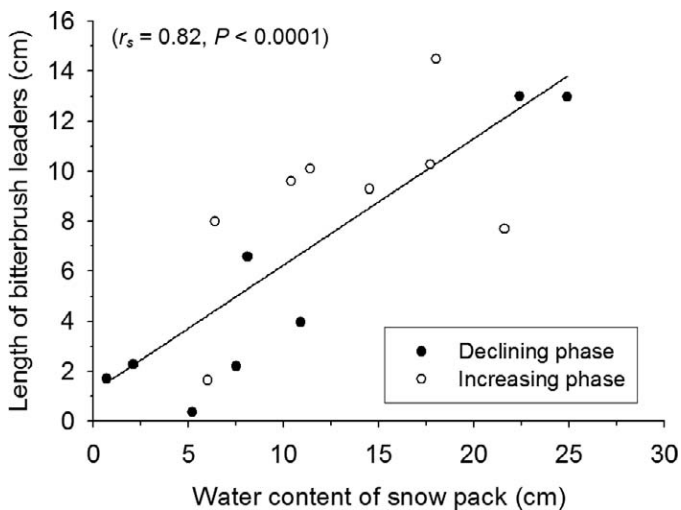 (rs = 0.82, P < 0.0001)
Length of bitterbrush leaders (cm)
16
14
12
10
8
6
4
2
0
Declining phase
Increasing phase
0 5 10 15 20 25 30
Water content of snow pack (cm)